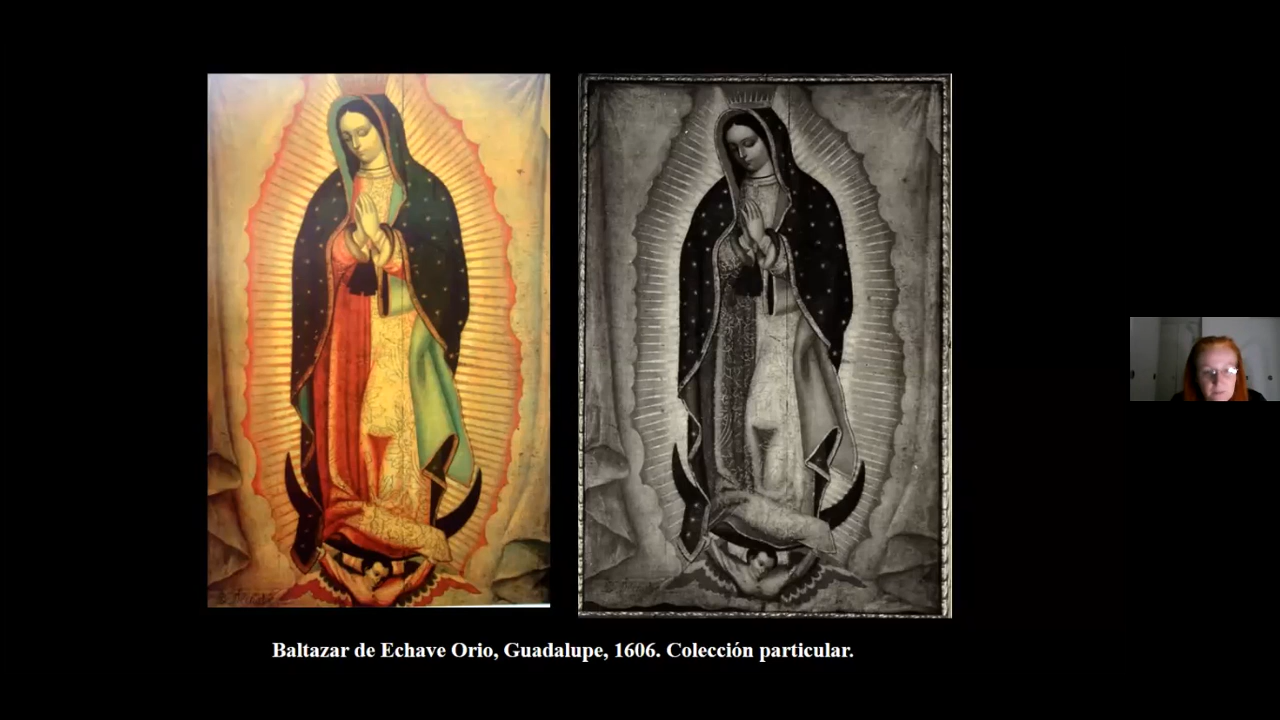 Baltazar de Echave Orio, Guadalupe, 1606. Colección particular.